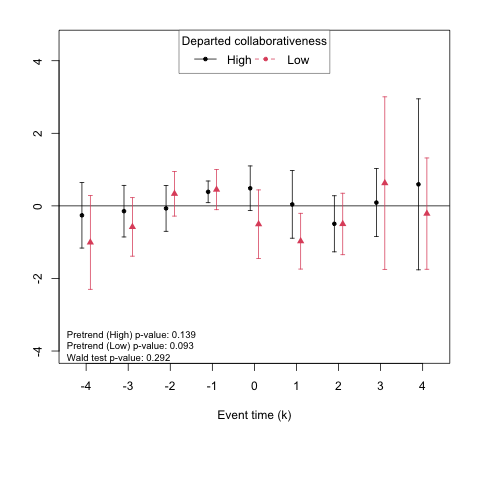 Departed collaborativeness
High Low
4
2
0
-2
-4
Pretrend (High) p-value: 0.139
Pretrend (Low) p-value: 0.093
Wald test p-value: 0.292
-4 -3 -2 -1 0 1 2 3 4
Event time (k)